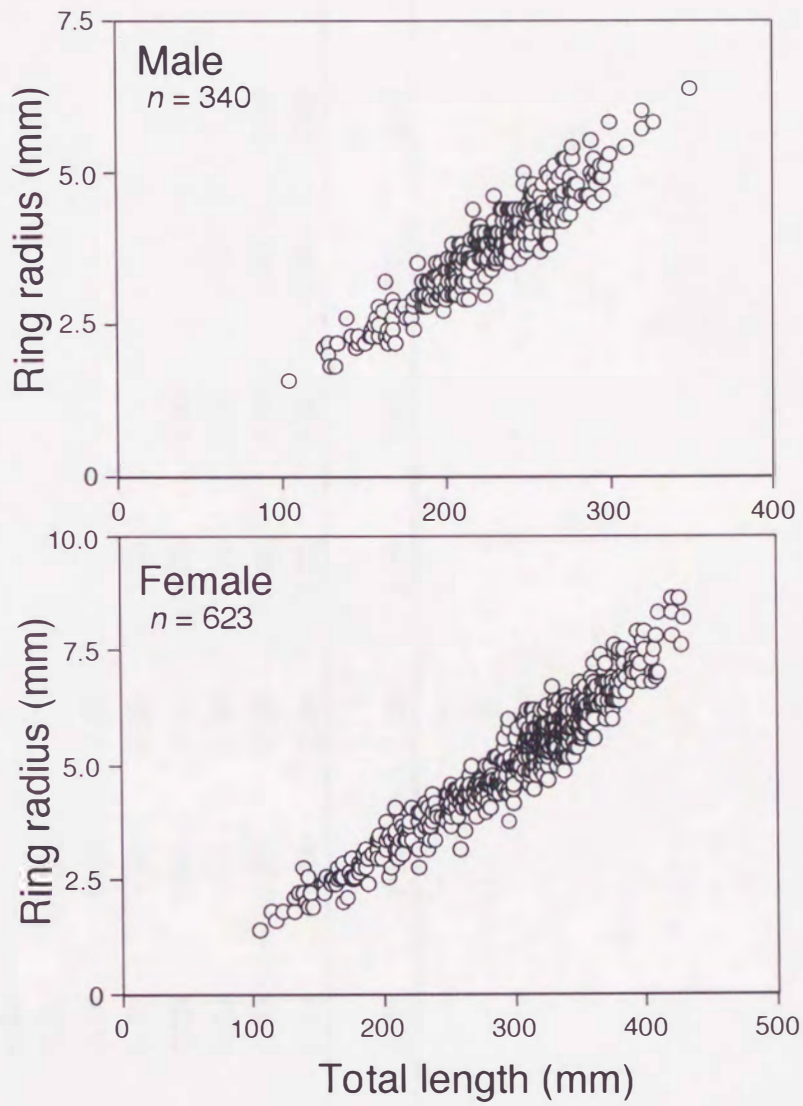 Male
n = 340
Ring radius (mm)
7.5
5.0
2.5
0
0 100 200 300 400
Female
n = 623
Ring radius (mm)
10.0
7.5
5.0
2.5
0
0 100 200 300 400 500
Total length (mm)